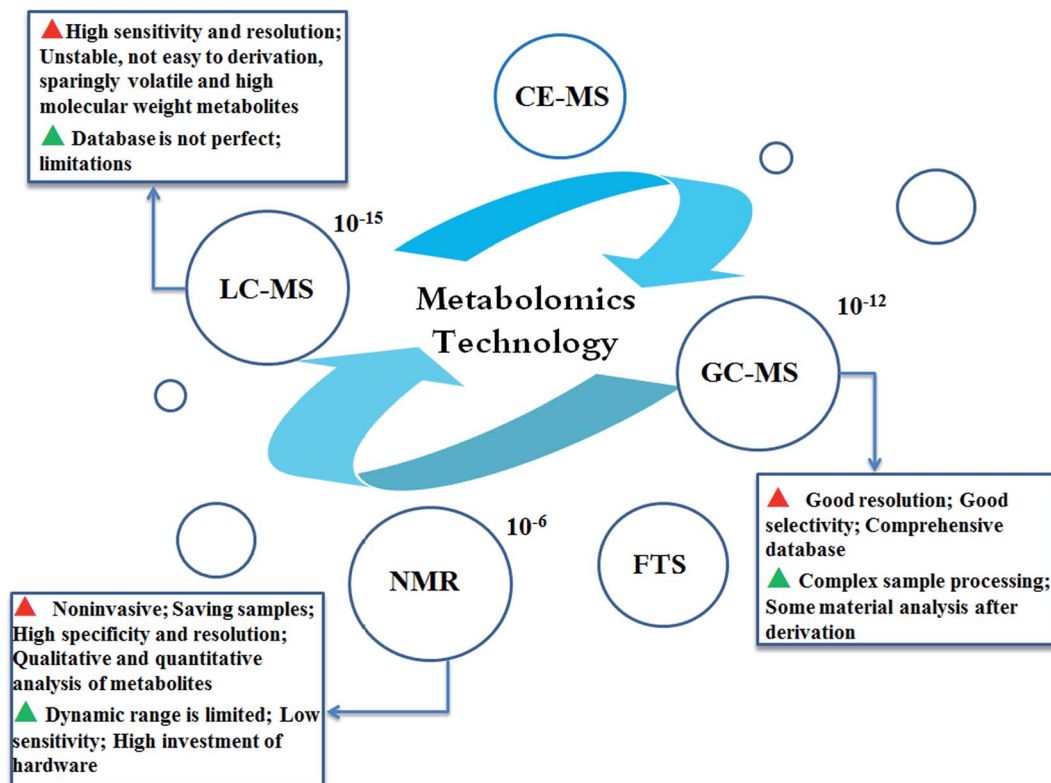 ▲High sensitivity and resolution;
Unstable, not easy to derivation,
sparingly volatile and high
molecular weight metabolites
▲ Database is not perfect;
limitations
CE-MS
10⁻¹⁵
LC-MS
Metabolomics
Technology
10⁻¹²
GC-MS
▲ Good resolution; Good
selectivity; Comprehensive
database
▲ Complex sample processing;
Some material analysis after
derivation
10⁻⁶
NMR
FTS
▲ Noninvasive; Saving samples;
High specificity and resolution;
Qualitative and quantitative
analysis of metabolites
▲ Dynamic range is limited; Low
sensitivity; High investment of
hardware